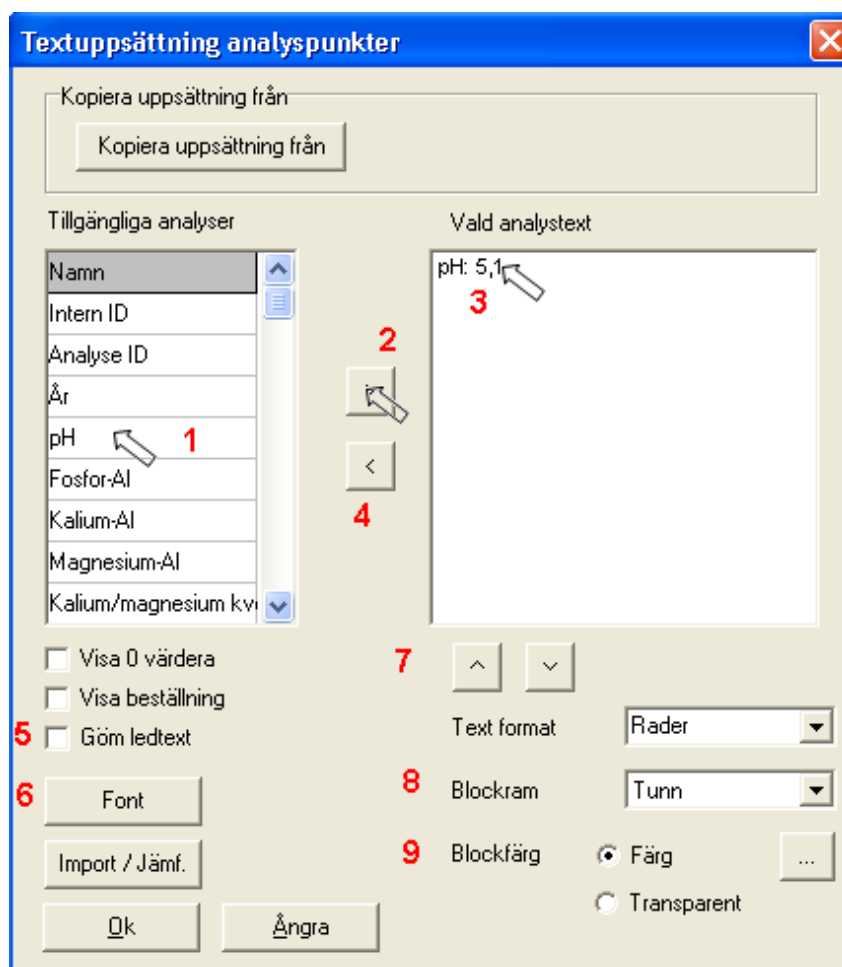 Textuppsättning analyspunkter
Kopiera uppsättning från
Kopiera uppsättning från
Tillgängliga analyser
Vald analystext
Namn
Intern ID
Analyse ID
År
pH
1
Fosfor-Al
Kalium-Al
Magnesium-Al
Kalium/magnesium kv
2
<
4
pH: 5,1
3
Visa 0 värdera
Visa beställning
5 Göm ledtext
6 Font
Import / Jämf.
Ok Ångra
7 ^ v
Text format Rader
8 Blockram Tunn
9 Blockfärg Färg ...
Transparent